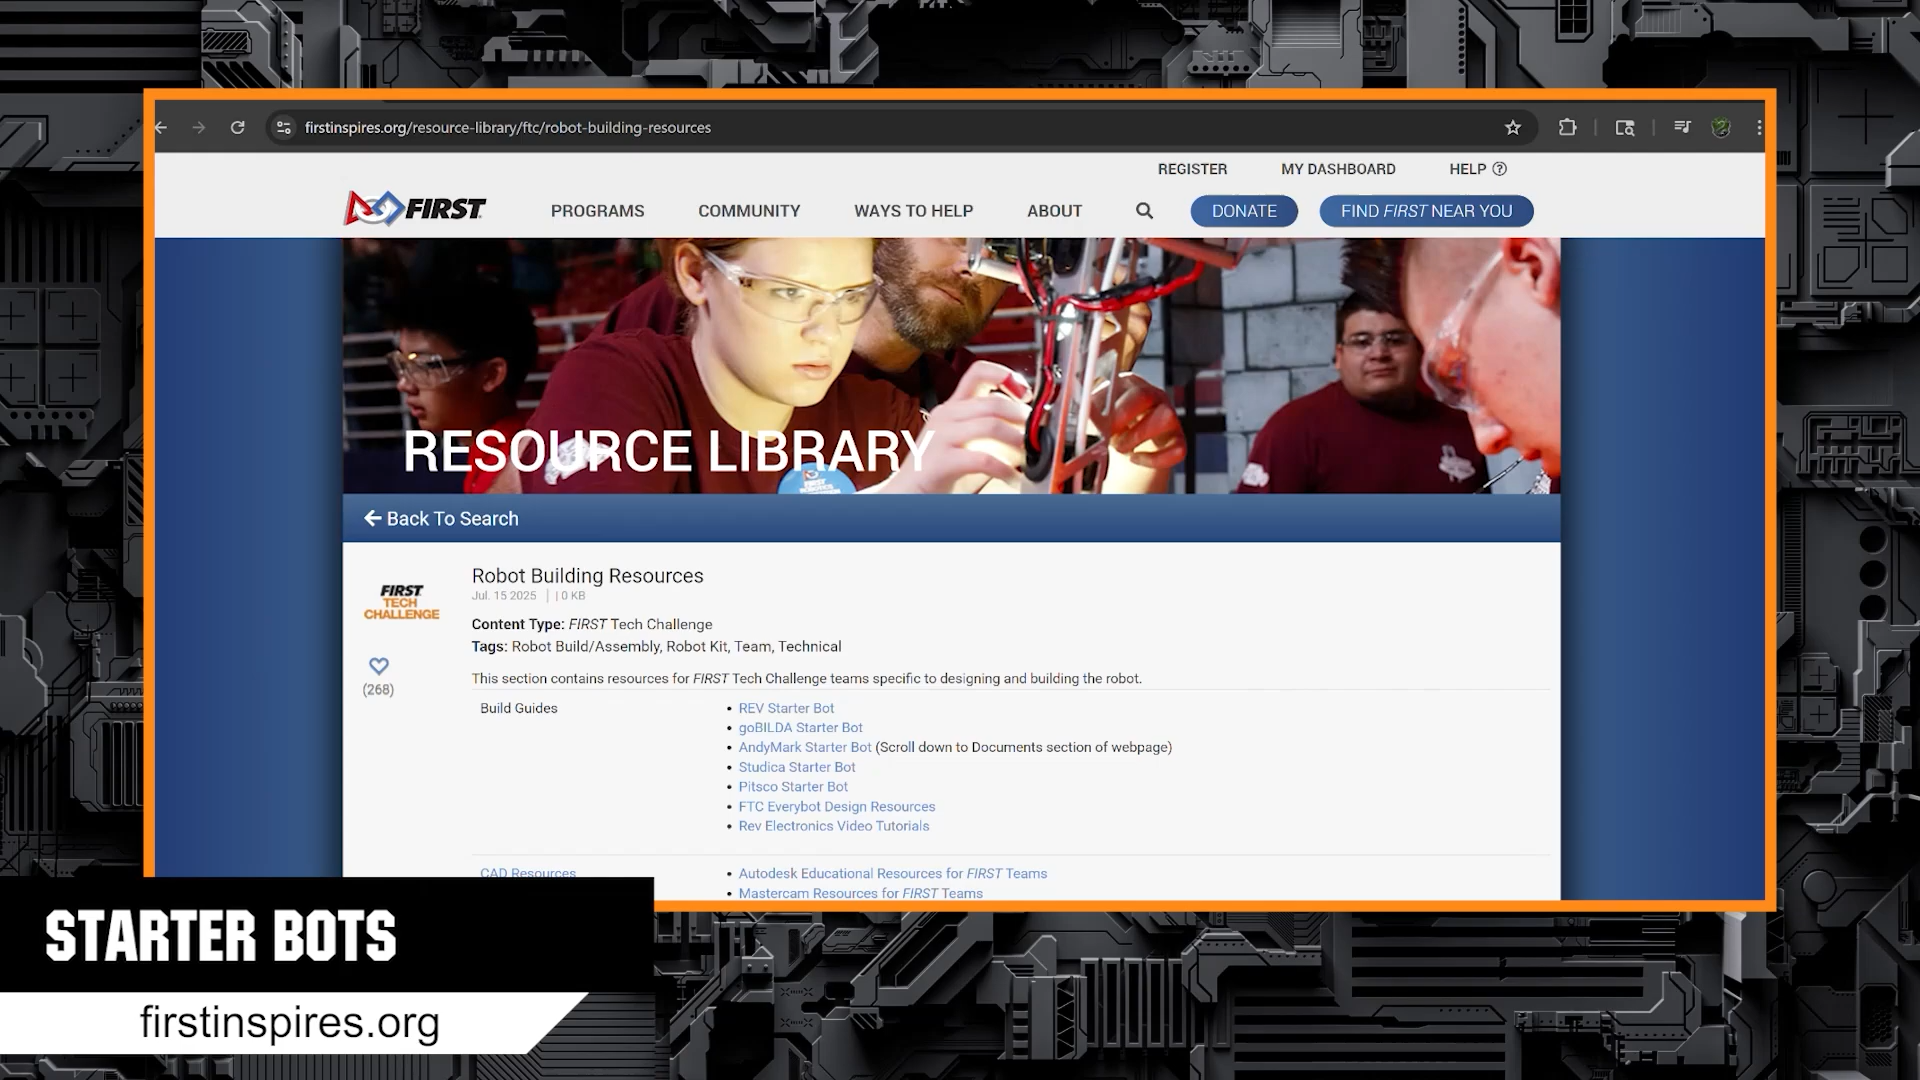 firstinspires.org/resource-library/ftc/robot-building-resources
REGISTER MY DASHBOARD HELP
FIRST PROGRAMS COMMUNITY WAYS TO HELP ABOUT DONATE FIND FIRST NEAR YOU
RESOURCE LIBRARY
Back To Search
FIRST
TECH
CHALLENGE
(268)
Robot Building Resources
Jul. 15 2025 | | 0 KB
Content Type: FIRST Tech Challenge
Tags: Robot Build/Assembly, Robot Kit, Team, Technical
This section contains resources for FIRST Tech Challenge teams specific to designing and building the robot.
Build Guides
• REV Starter Bot
• goBILDA Starter Bot
• AndyMark Starter Bot (Scroll down to Documents section of webpage)
• Studica Starter Bot
• Pitsco Starter Bot
• FTC Everybot Design Resources
• Rev Electronics Video Tutorials
CAD Resources
• Autodesk Educational Resources for FIRST Teams
• Mastercam Resources for FIRST Teams
STARTER BOTS
firstinspires.org